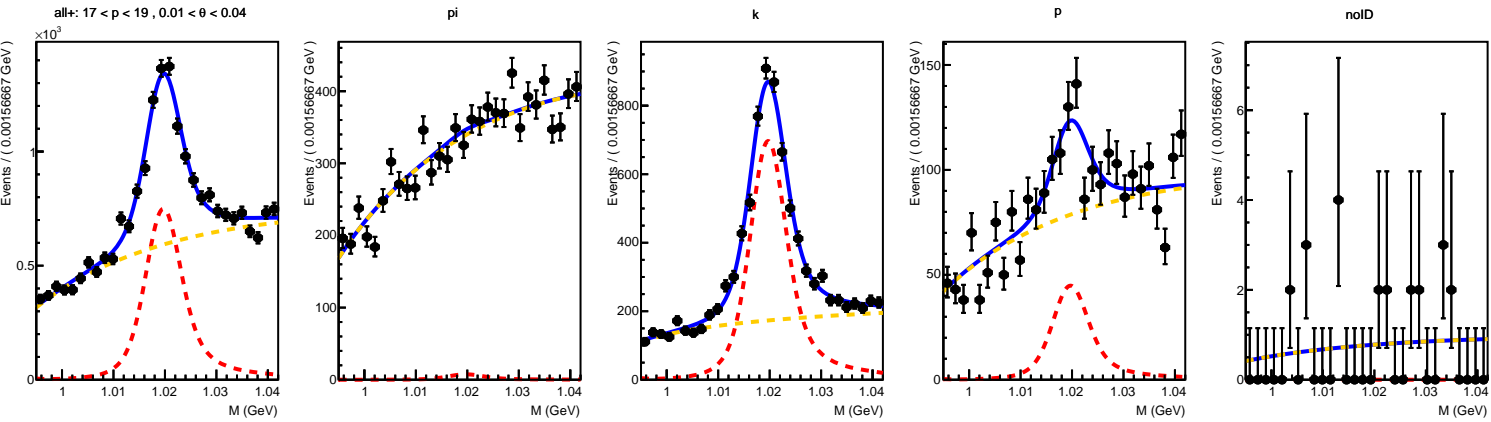 all+: 17 < p < 19 , 0.01 < θ < 0.04
×10³
Events / ( 0.00156667 GeV )
1
0.5
0
1 1.01 1.02 1.03 1.04
M (GeV)
pi
Events / ( 0.00156667 GeV )
400
300
200
100
0
1 1.01 1.02 1.03 1.04
M (GeV)
k
Events / ( 0.00156667 GeV )
800
600
400
200
0
1 1.01 1.02 1.03 1.04
M (GeV)
p
Events / ( 0.00156667 GeV )
150
100
50
0
1 1.01 1.02 1.03 1.04
M (GeV)
noID
Events / ( 0.00156667 GeV )
6
4
2
0
1 1.01 1.02 1.03 1.04
M (GeV)